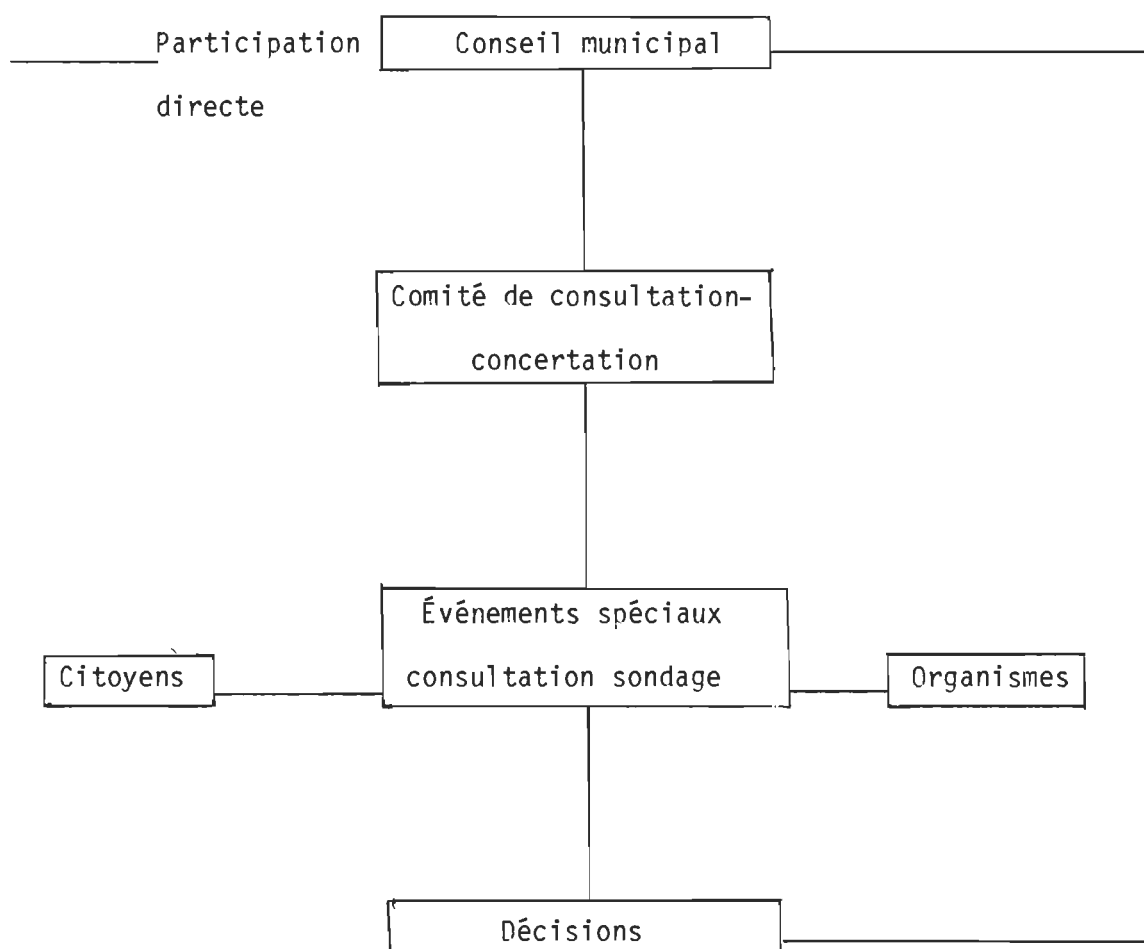 Participation
directe
Conseil municipal
Comité de consultation-
concertation
Événements spéciaux
consultation sondage
Citoyens
Organismes
Décisions